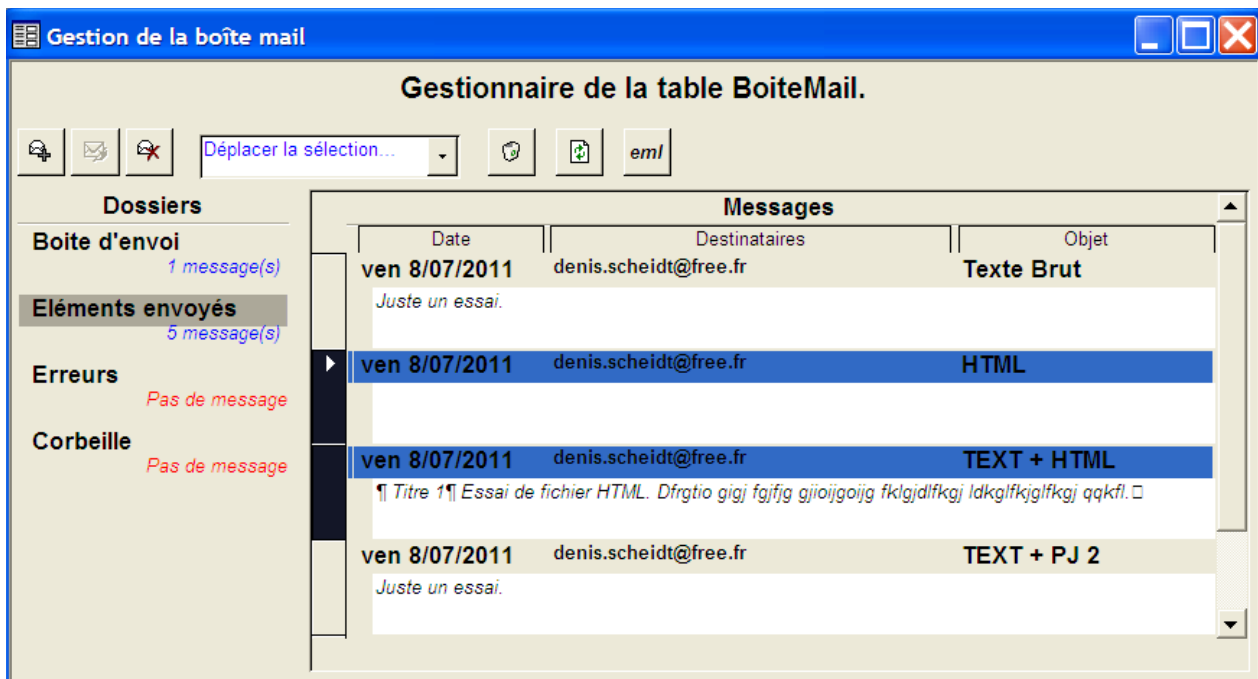 Gestion de la boîte mail
Gestionnaire de la table BoiteMail.
Déplacer la sélection...
eml
Dossiers
Boite d'envoi
1 message(s)
Eléments envoyés
5 message(s)
Erreurs
Pas de message
Corbeille
Pas de message
Messages
Date Destinataires Objet
ven 8/07/2011 denis.scheidt@free.fr Texte Brut
Juste un essai.
ven 8/07/2011 denis.scheidt@free.fr HTML
ven 8/07/2011 denis.scheidt@free.fr TEXT + HTML
¶ Titre 1¶ Essai de fichier HTML. Dfrgtio gigj fgjfjg gjioijgoijg fklgjdlfkgj ldkglfkjglfkgj qqkfl.□
ven 8/07/2011 denis.scheidt@free.fr TEXT + PJ 2
Juste un essai.